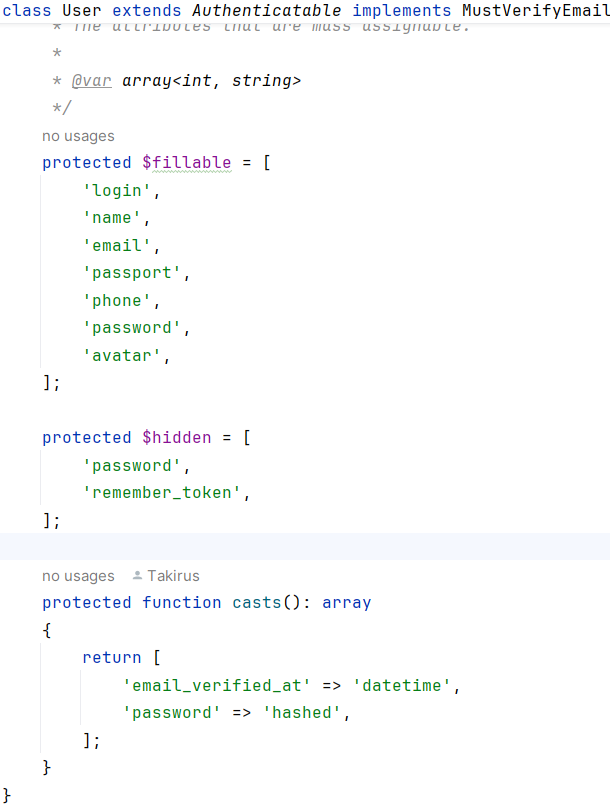 class User extends Authenticatable implements MustVerifyEmail
* The attributes that are mass assignable.
*
* @var array<int, string>
*/
no usages
protected $fillable = [
'login',
'name',
'email',
'passport',
'phone',
'password',
'avatar',
];
protected $hidden = [
'password',
'remember_token',
];
no usages Takirus
protected function casts(): array
{
return [
'email_verified_at' => 'datetime',
'password' => 'hashed',
];
}
}